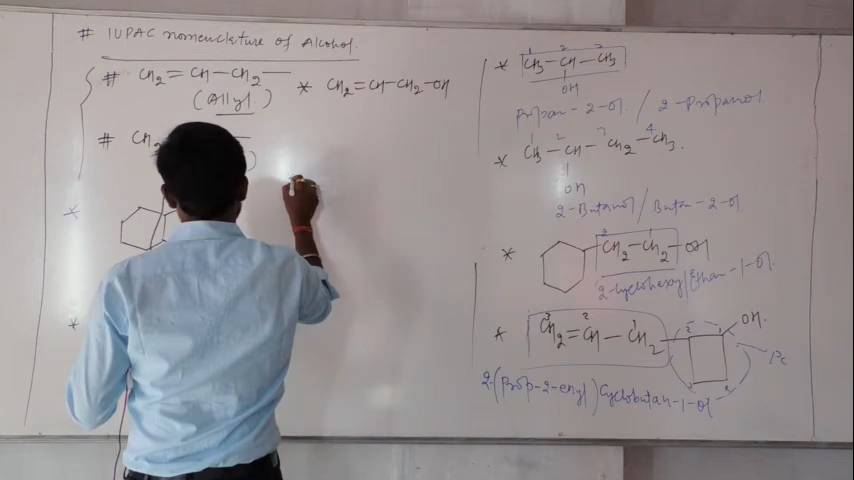 # IUPAC nomenclature of Alcohol.
# CH2=CH-CH2-
(Allyl)
* CH2=CH-CH2-OH
# CH2
)
*
*
* CH3-CH-CH3
1 2 3
OH
Propan-2-ol / 2-Propanol
* CH3-CH-CH2-CH3.
1 2 3 4
OH
2-Butanol / Butan-2-ol
* CH2-CH2-OH
2 1
2-Cyclohexyl Ethan-1-ol.
* CH2=CH-CH2
3 2 1
2 1
OH.
2-(Prop-2-enyl) Cyclobutan-1-ol